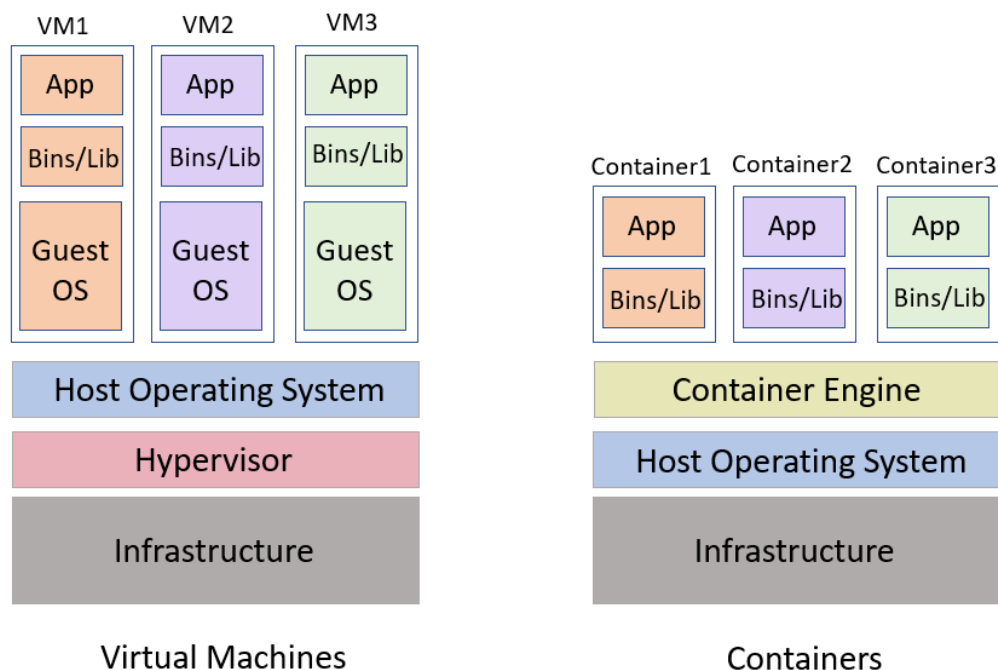 VM1
VM2
VM3
App
App
App
Bins/Lib
Bins/Lib
Bins/Lib
Guest
OS
Guest
OS
Guest
OS
Host Operating System
Hypervisor
Infrastructure
Virtual Machines
Container1
Container2
Container3
App
App
App
Bins/Lib
Bins/Lib
Bins/Lib
Container Engine
Host Operating System
Infrastructure
Containers